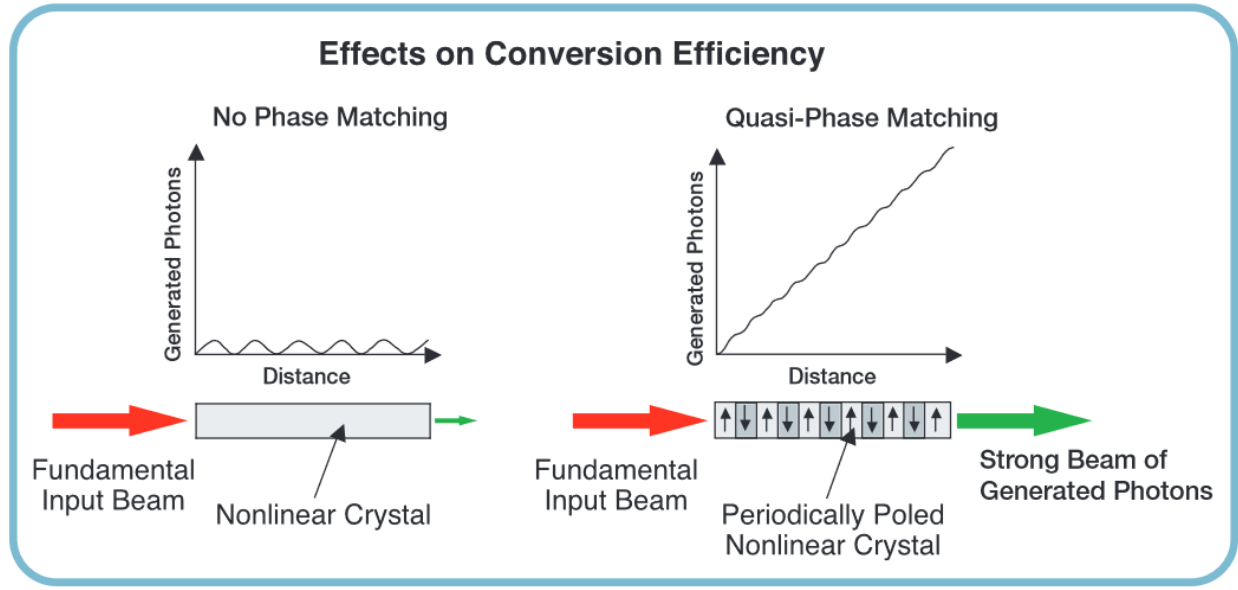 Effects on Conversion Efficiency
No Phase Matching
Generated Photons
Distance
Fundamental
Input Beam
Nonlinear Crystal
Quasi-Phase Matching
Generated Photons
Distance
Fundamental
Input Beam
Periodically Poled
Nonlinear Crystal
Strong Beam of
Generated Photons